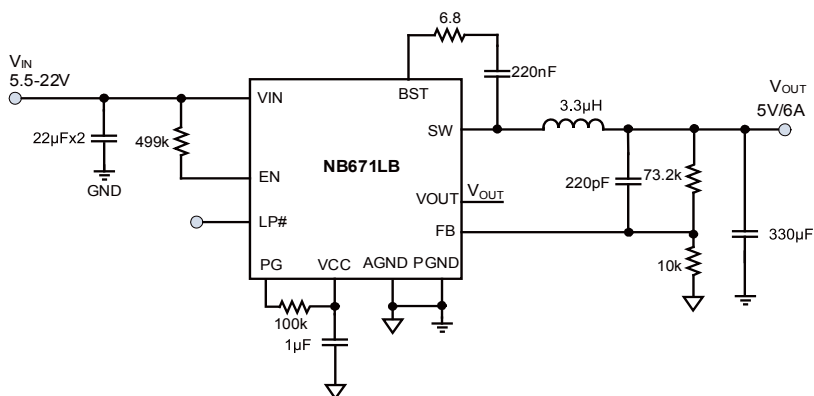 6.8
VIN
5.5-22V
220nF
BST
VOUT
5V/6A
VIN
3.3µH
22µFx2
499k
SW
GND
EN
NB671LB
VOUT
VOUT
220pF
73.2k
LP#
FB
330µF
PG
VCC
AGND
PGND
10k
100k
1µF